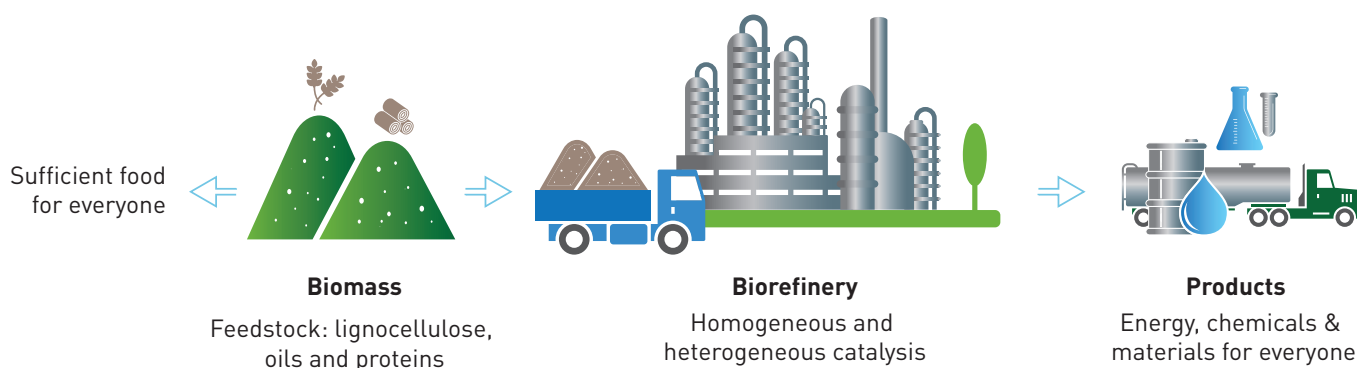 Sufficient food
for everyone
Biomass
Feedstock: lignocellulose,
oils and proteins
Biorefinery
Homogeneous and
heterogeneous catalysis
Products
Energy, chemicals &
materials for everyone